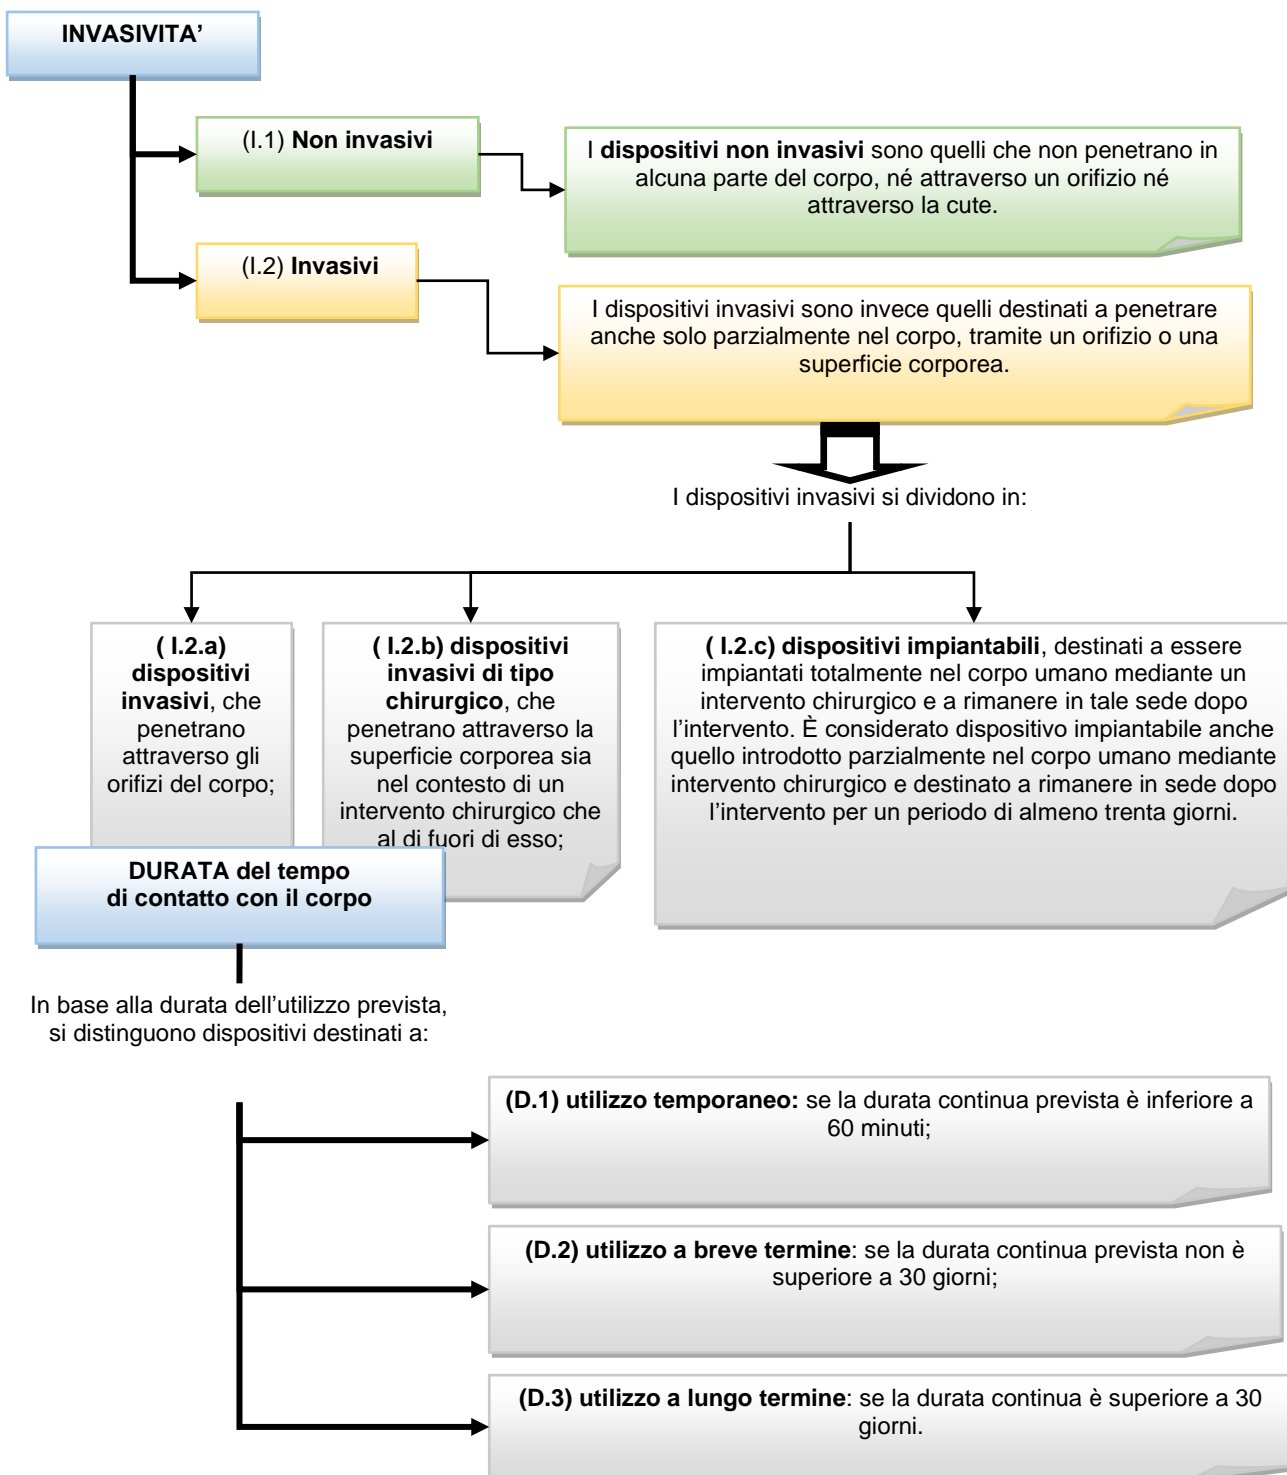 INVASIVITA’
(I.1) Non invasivi
I dispositivi non invasivi sono quelli che non penetrano in
alcuna parte del corpo, né attraverso un orifizio né
attraverso la cute.
(I.2) Invasivi
I dispositivi invasivi sono invece quelli destinati a penetrare
anche solo parzialmente nel corpo, tramite un orifizio o una
superficie corporea.
I dispositivi invasivi si dividono in:
( I.2.a)
dispositivi
invasivi, che
penetrano
attraverso gli
orifizi del corpo;
( I.2.b) dispositivi
invasivi di tipo
chirurgico, che
penetrano attraverso la
superficie corporea sia
nel contesto di un
intervento chirurgico che
al di fuori di esso;
( I.2.c) dispositivi impiantabili, destinati a essere
impiantati totalmente nel corpo umano mediante un
intervento chirurgico e a rimanere in tale sede dopo
l’intervento. È considerato dispositivo impiantabile anche
quello introdotto parzialmente nel corpo umano mediante
intervento chirurgico e destinato a rimanere in sede dopo
l’intervento per un periodo di almeno trenta giorni.
DURATA del tempo
di contatto con il corpo
In base alla durata dell’utilizzo prevista,
si distinguono dispositivi destinati a:
(D.1) utilizzo temporaneo: se la durata continua prevista è inferiore a
60 minuti;
(D.2) utilizzo a breve termine: se la durata continua prevista non è
superiore a 30 giorni;
(D.3) utilizzo a lungo termine: se la durata continua è superiore a 30
giorni.